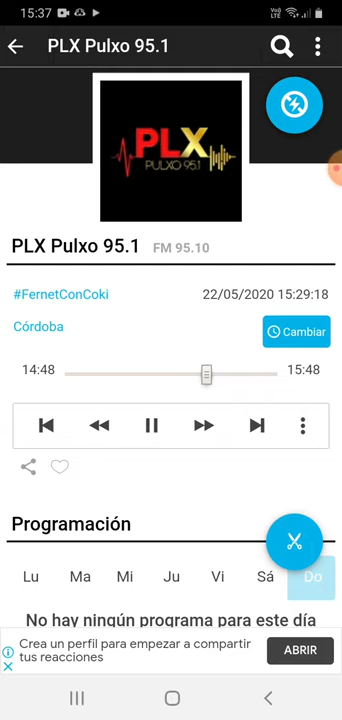 15:37
Vo))
LTE
PLX Pulxo 95.1
PLX
PULXO 95.1
PLX Pulxo 95.1 FM 95.10
#FernetConCoki 22/05/2020 15:29:18
Córdoba Cambiar
14:48 15:48
Programación
Lu Ma Mi Ju Vi Sá Do
No hay ningún programa para este día
Crea un perfil para empezar a compartir
tus reacciones
ABRIR